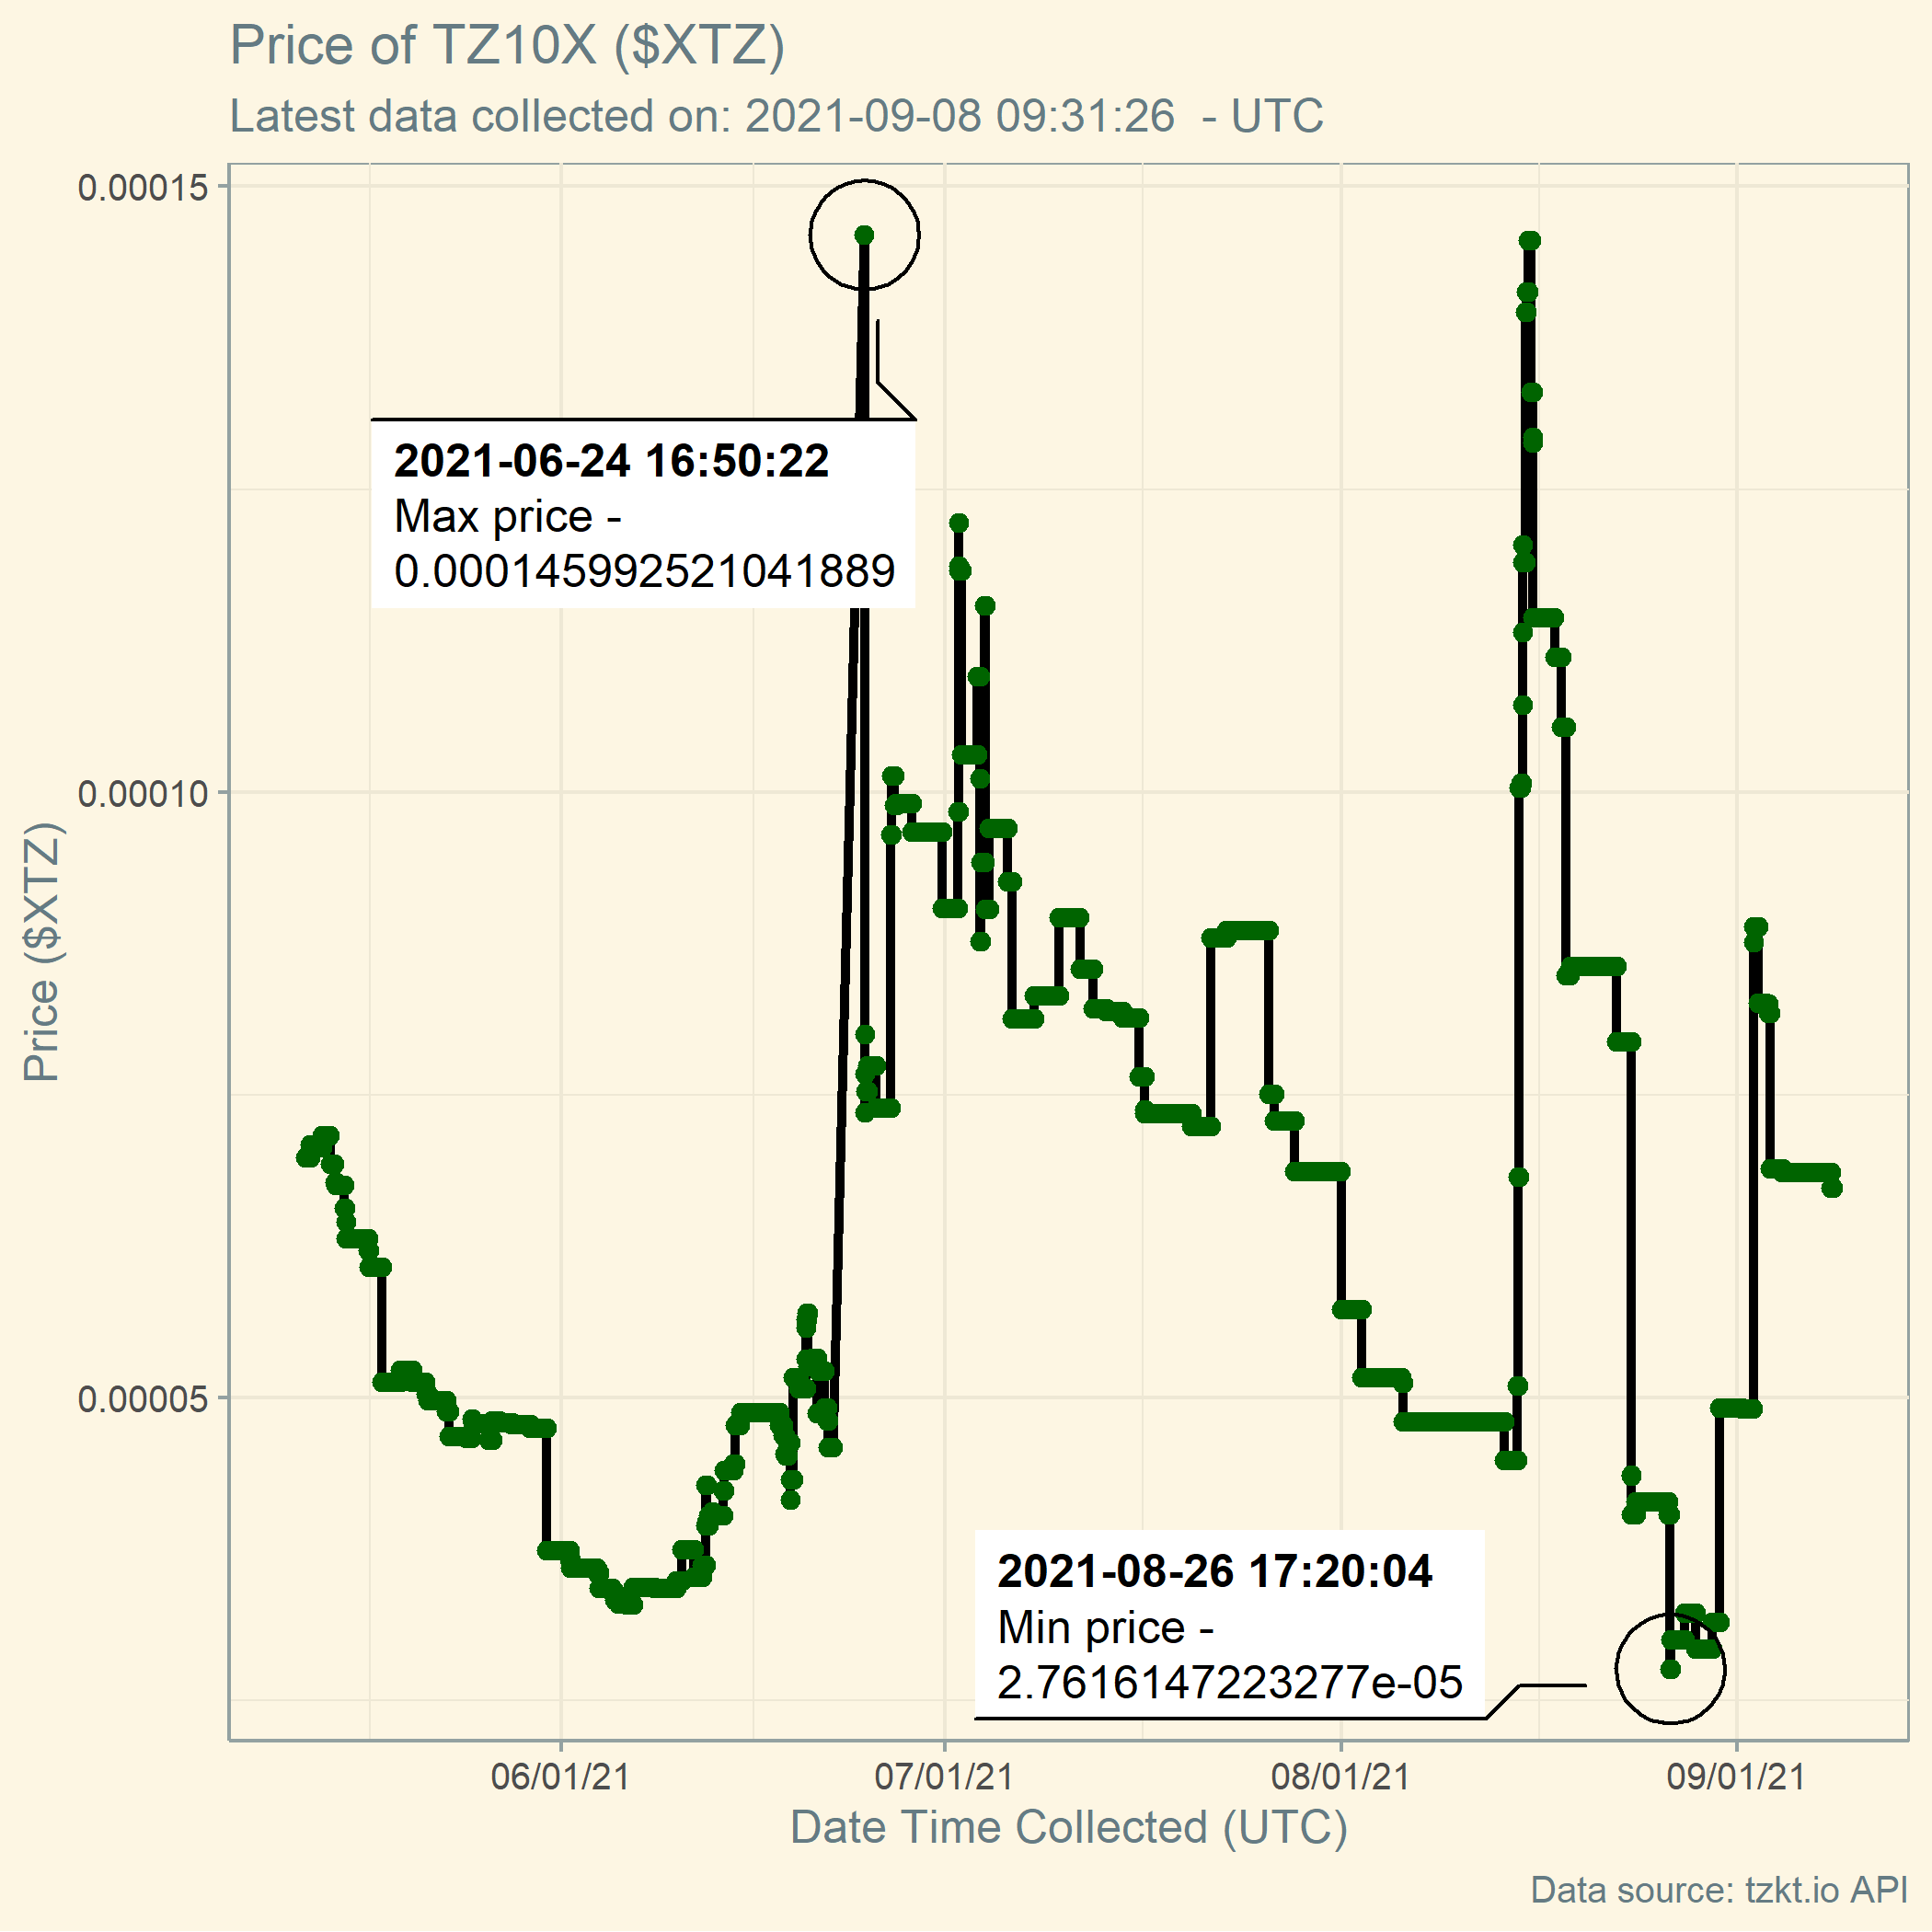 Price of TZ10X ($XTZ)
Latest data collected on: 2021-09-08 09:31:26  - UTC
0.00015
2021-06-24 16:50:22
Max price -
0.000145992521041889
0.00010
Price ($XTZ)
0.00005
2021-08-26 17:20:04
Min price -
2.7616147223277e-05
06/01/21
07/01/21
08/01/21
09/01/21
Date Time Collected (UTC)
Data source: tzkt.io API